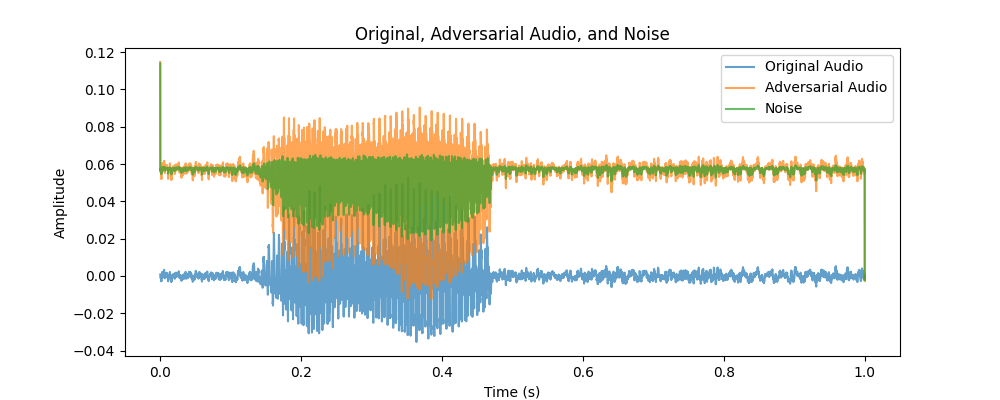 Original, Adversarial Audio, and Noise
Original Audio
Adversarial Audio
Noise
0.12
0.10
0.08
0.06
0.04
0.02
0.00
−0.02
−0.04
Amplitude
0.0 0.2 0.4 0.6 0.8 1.0
Time (s)